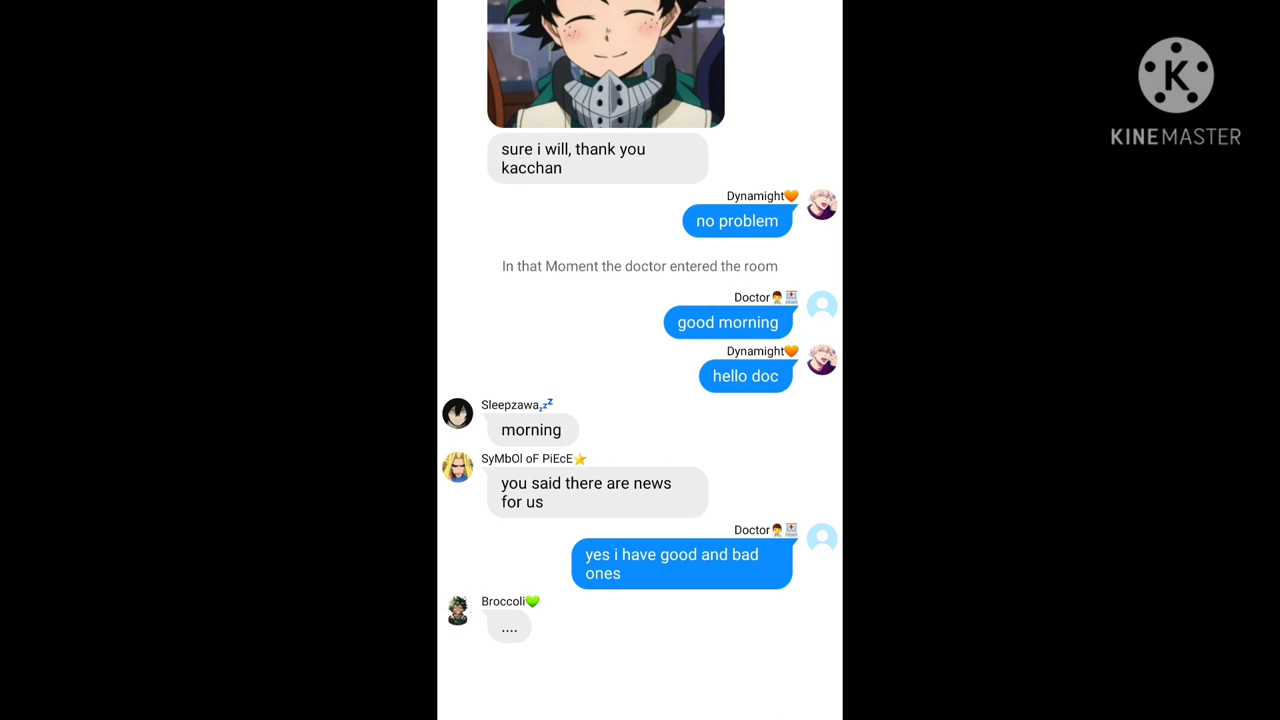 sure i will, thank you
kacchan
Dynamight🧡
no problem
In that Moment the doctor entered the room
Doctor👨‍⚕️🏥
good morning
Dynamight🧡
hello doc
Sleepzawa💤
morning
SyMbOl oF PiEcE⭐
you said there are news
for us
Doctor👨‍⚕️🏥
yes i have good and bad
ones
Broccoli💚
....
K
KINEMASTER